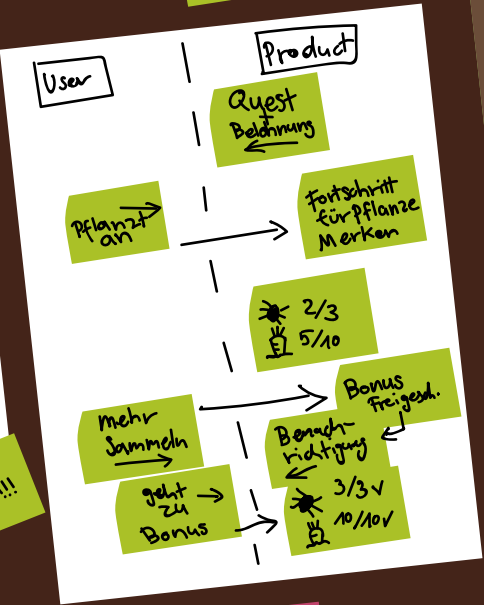 User
Product
Quest
+
Belohnung
Pflanzt
an
Fortschritt
für Pflanze
Merken
2/3
5/10
mehr
Sammeln
Bonus
Freigesch.
Benach-
richtigung
geht
zu
Bonus
3/3 ✓
10/10 ✓
!!!